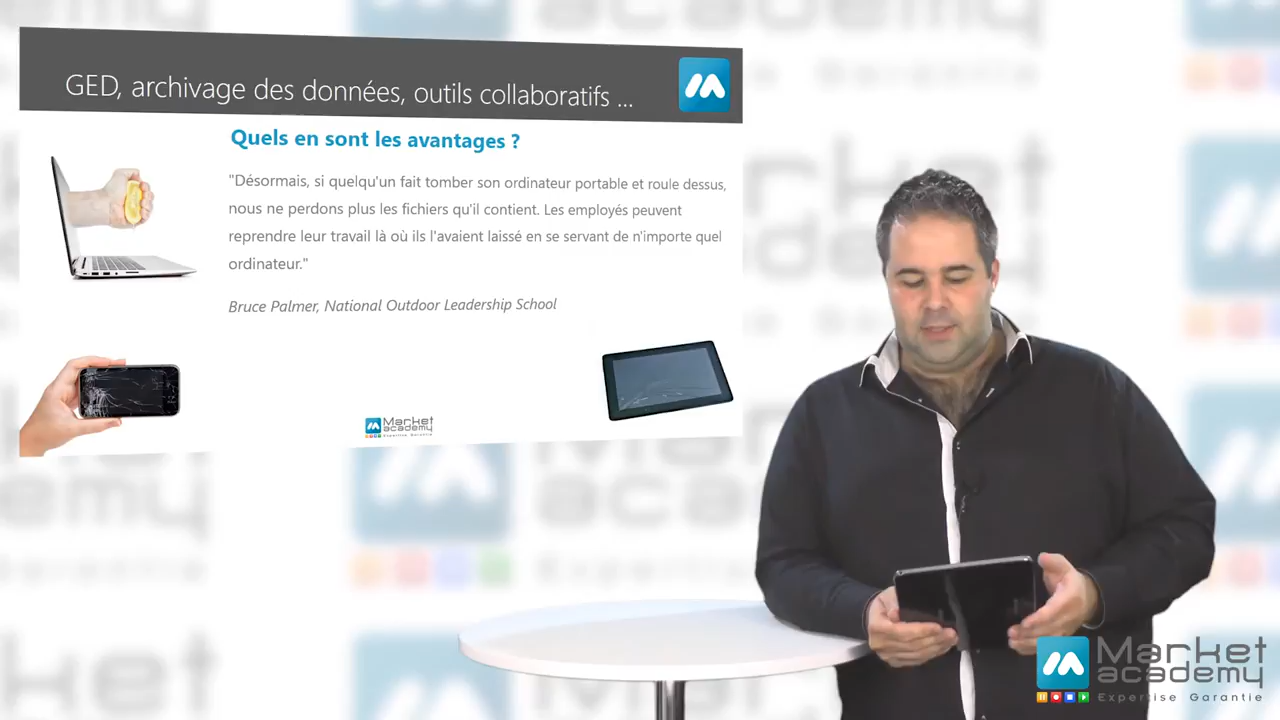 GED, archivage des données, outils collaboratifs ...
Quels en sont les avantages ?
"Désormais, si quelqu'un fait tomber son ordinateur portable et roule dessus,
nous ne perdons plus les fichiers qu'il contient. Les employés peuvent
reprendre leur travail là où ils l'avaient laissé en se servant de n'importe quel
ordinateur."
Bruce Palmer, National Outdoor Leadership School
Market
academy
Expertise Garantie
Market
academy
Expertise Garantie